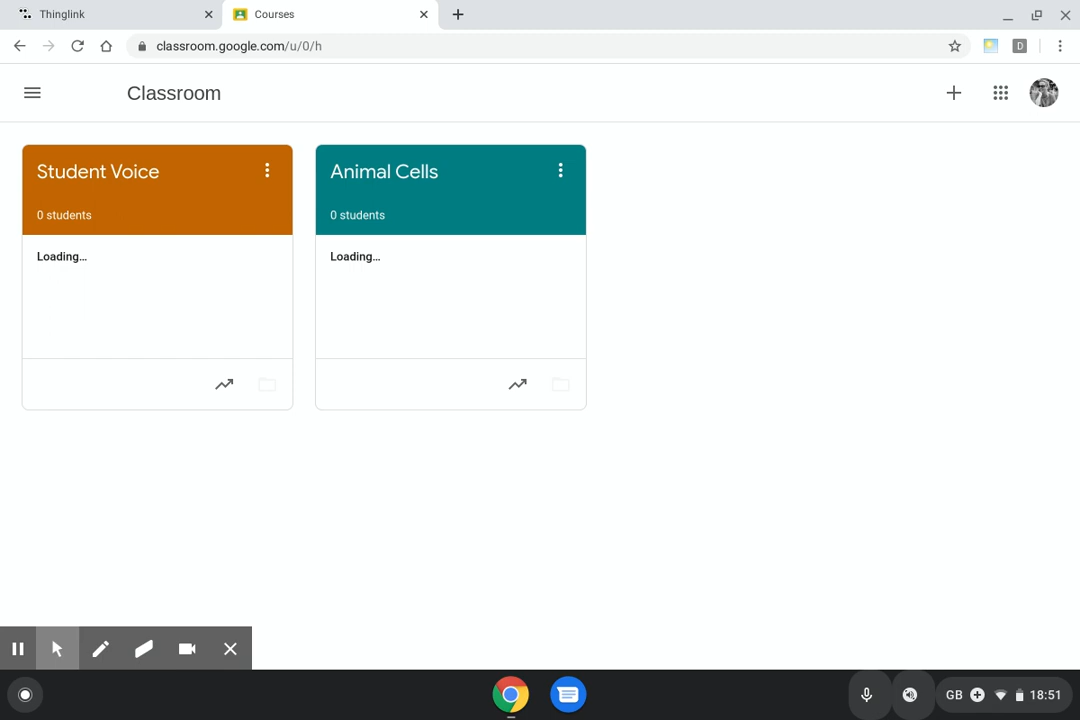 Thinglink
Courses
classroom.google.com/u/0/h
D
Classroom
Student Voice
0 students
Loading...
Animal Cells
0 students
Loading...
GB
18:51